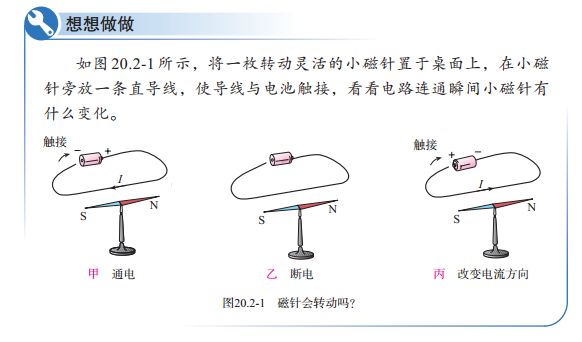 想想做做
如图20.2-1所示，将一枚转动灵活的小磁针置于桌面上，在小磁
针旁放一条直导线，使导线与电池触接，看看电路连通瞬间小磁针有
什么变化。
触接 − +
I
S N
甲 通电
S N
乙 断电
触接 + −
I
S N
丙 改变电流方向
图20.2-1 磁针会转动吗?